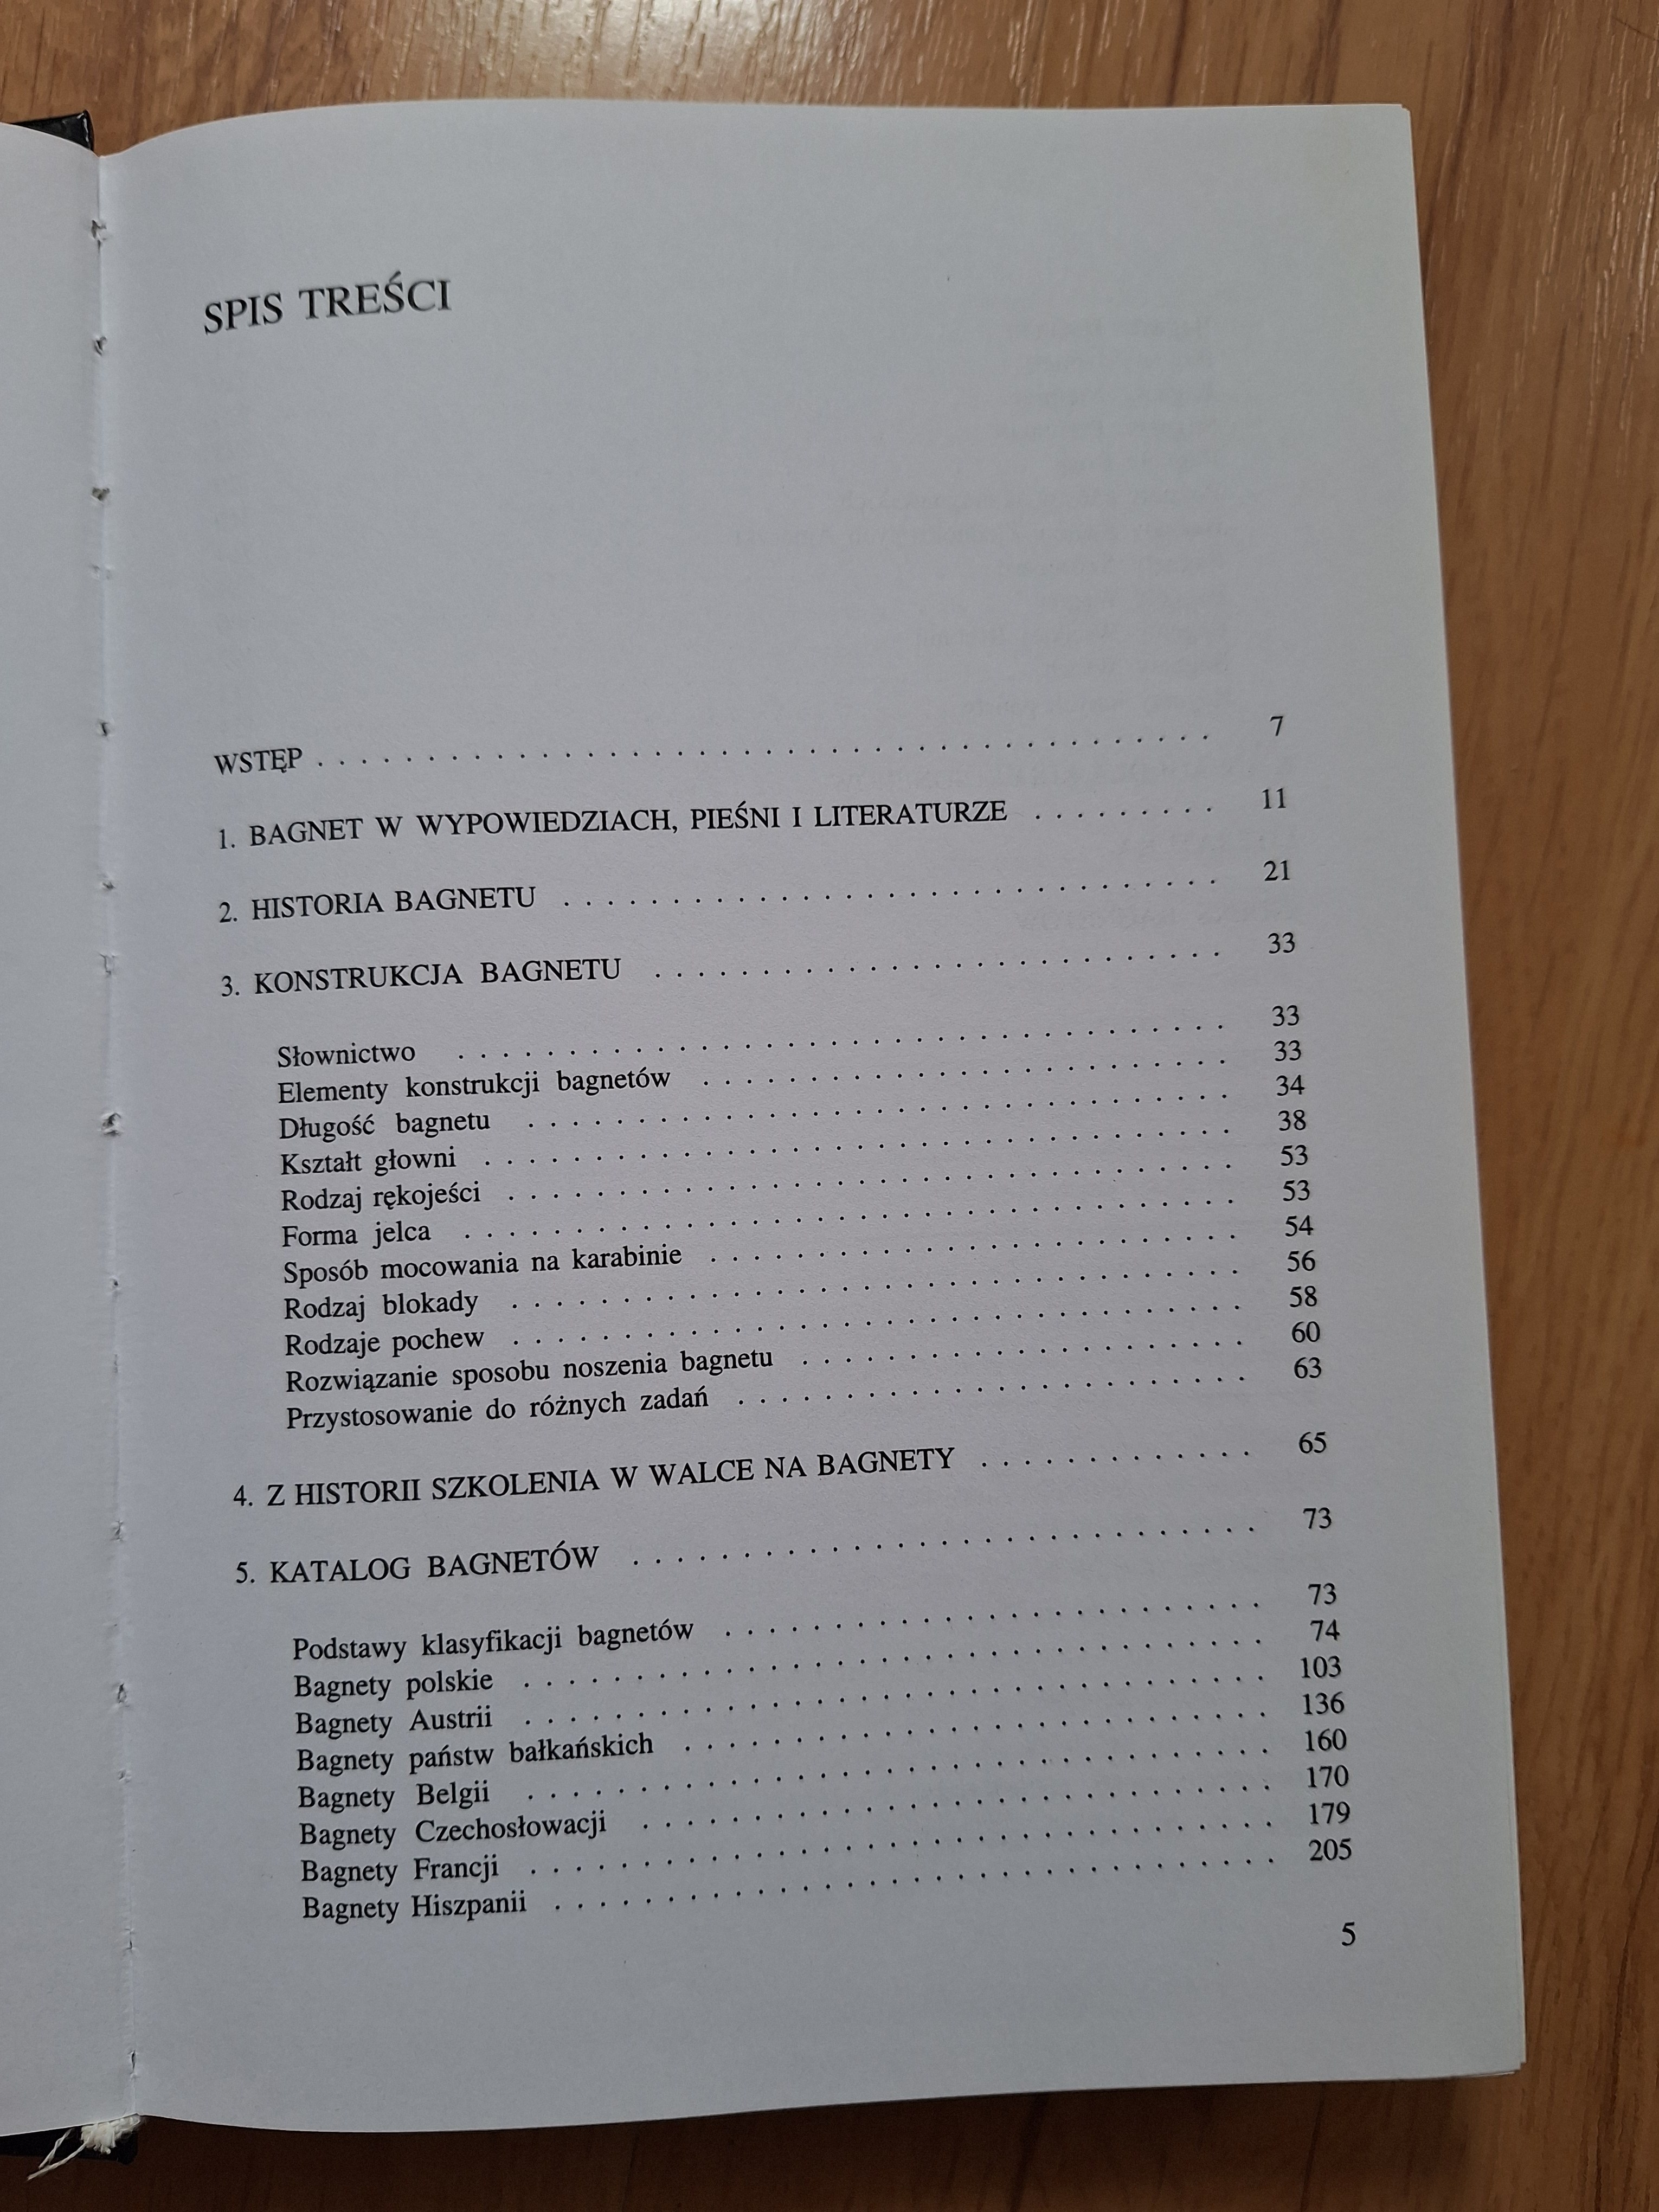 SPIS TREŚCI
WSTĘP . . . . . . . . . . . . . . . . . . . . . . . . . . . . . . . . 7
1. BAGNET W WYPOWIEDZIACH, PIEŚNI I LITERATURZE . . . . . . . . . 11
2. HISTORIA BAGNETU . . . . . . . . . . . . . . . . . . . . . . . 21
3. KONSTRUKCJA BAGNETU . . . . . . . . . . . . . . . . . . . . 33
Słownictwo . . . . . . . . . . . . . . . . . . . . . . . . . . . 33
Elementy konstrukcji bagnetów . . . . . . . . . . . . . . . . . . . 33
Długość bagnetu . . . . . . . . . . . . . . . . . . . . . . . . . 34
Kształt głowni . . . . . . . . . . . . . . . . . . . . . . . . . . 38
Rodzaj rękojeści . . . . . . . . . . . . . . . . . . . . . . . . . 53
Forma jelca . . . . . . . . . . . . . . . . . . . . . . . . . . . 53
Sposób mocowania na karabinie . . . . . . . . . . . . . . . . . . . 54
Rodzaj blokady . . . . . . . . . . . . . . . . . . . . . . . . . . 56
Rodzaje pochew . . . . . . . . . . . . . . . . . . . . . . . . . . 58
Rozwiązanie sposobu noszenia bagnetu . . . . . . . . . . . . . . . . 60
Przystosowanie do różnych zadań . . . . . . . . . . . . . . . . . . 63
4. Z HISTORII SZKOLENIA W WALCE NA BAGNETY . . . . . . . . . . . . 65
5. KATALOG BAGNETÓW . . . . . . . . . . . . . . . . . . . . . . 73
Podstawy klasyfikacji bagnetów . . . . . . . . . . . . . . . . . . . 73
Bagnety polskie . . . . . . . . . . . . . . . . . . . . . . . . . 74
Bagnety Austrii . . . . . . . . . . . . . . . . . . . . . . . . . 103
Bagnety państw bałkańskich . . . . . . . . . . . . . . . . . . . . 136
Bagnety Belgii . . . . . . . . . . . . . . . . . . . . . . . . . . 160
Bagnety Czechosłowacji . . . . . . . . . . . . . . . . . . . . . . 170
Bagnety Francji . . . . . . . . . . . . . . . . . . . . . . . . . 179
Bagnety Hiszpanii . . . . . . . . . . . . . . . . . . . . . . . . 205
5